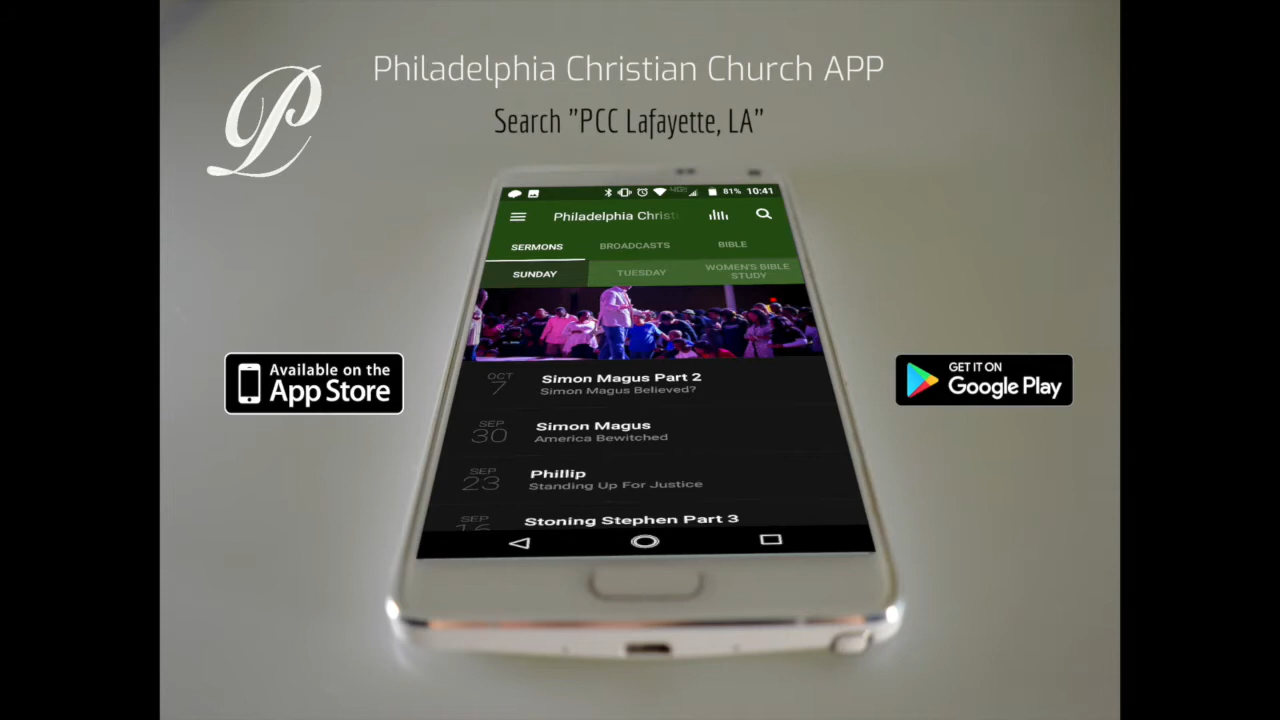 Philadelphia Christian Church APP
Search "PCC Lafayette, LA"
81% 10:41
Philadelphia Christ
SERMONS BROADCASTS BIBLE
SUNDAY TUESDAY WOMEN'S BIBLE
STUDY
OCT
7
Simon Magus Part 2
Simon Magus Believed?
SEP
30
Simon Magus
America Bewitched
SEP
23
Phillip
Standing Up For Justice
SEP
16
Stoning Stephen Part 3
Available on the
App Store
GET IT ON
Google Play